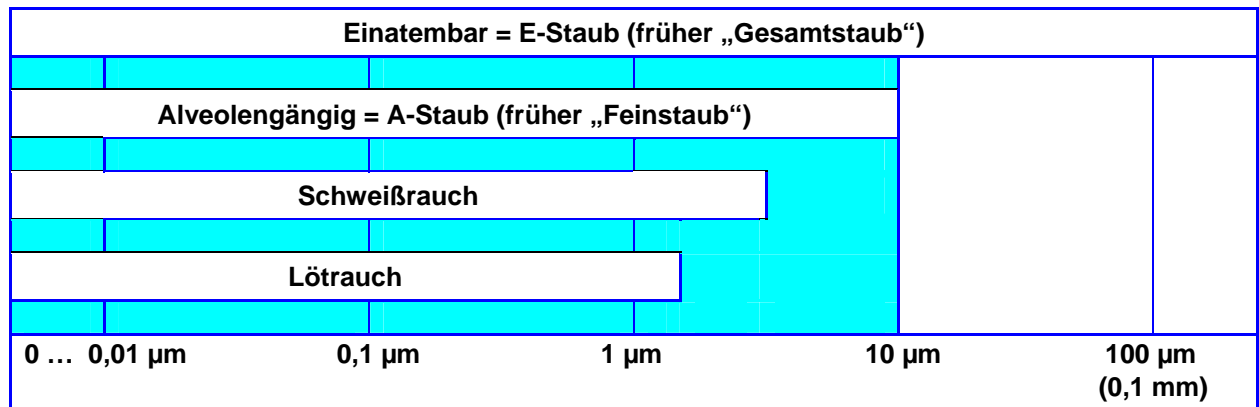 Einatembar = E-Staub (früher „Gesamtstaub“)
Alveolengängig = A-Staub (früher „Feinstaub“)
Schweißrauch
Lötrauch
0 … 0,01 µm 0,1 µm 1 µm 10 µm 100 µm
(0,1 mm)